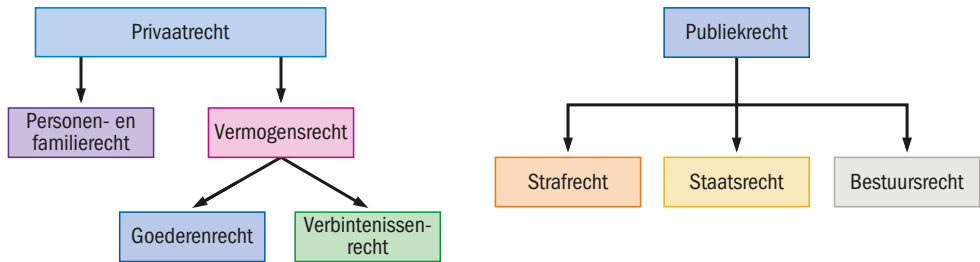 Privaatrecht
Publiekrecht
Personen- en
familierecht
Vermogensrecht
Strafrecht
Staatsrecht
Bestuursrecht
Goederenrecht
Verbintenissen-
recht